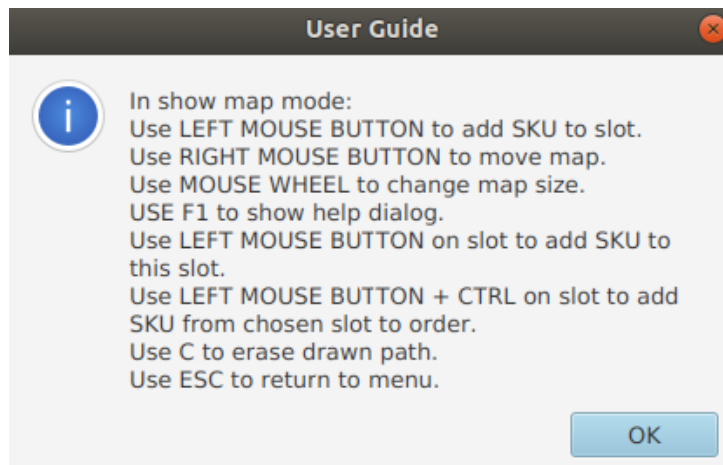 User Guide
In show map mode:
Use LEFT MOUSE BUTTON to add SKU to slot.
Use RIGHT MOUSE BUTTON to move map.
Use MOUSE WHEEL to change map size.
USE F1 to show help dialog.
Use LEFT MOUSE BUTTON on slot to add SKU to
this slot.
Use LEFT MOUSE BUTTON + CTRL on slot to add
SKU from chosen slot to order.
Use C to erase drawn path.
Use ESC to return to menu.
OK